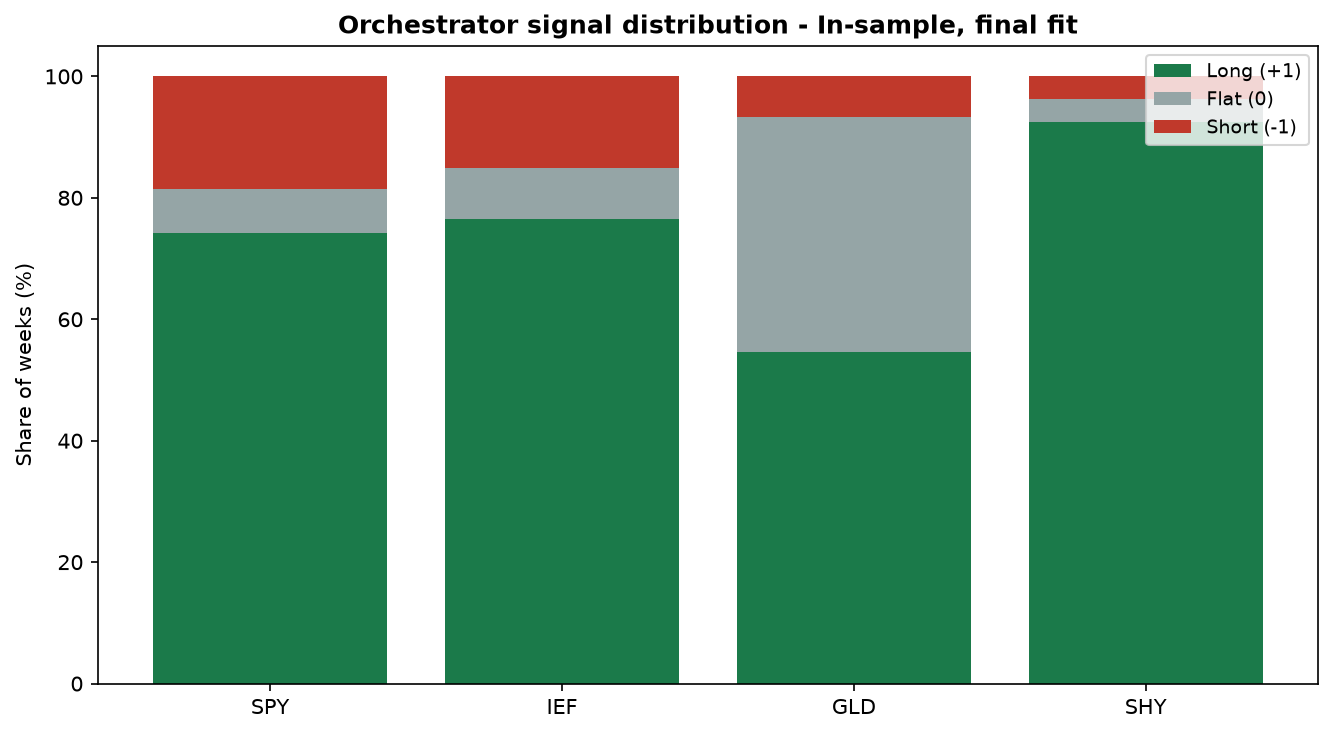 Orchestrator signal distribution - In-sample, final fit
Long (+1)
Flat (0)
Short (-1)
Share of weeks (%)
100
80
60
40
20
0
SPY
IEF
GLD
SHY